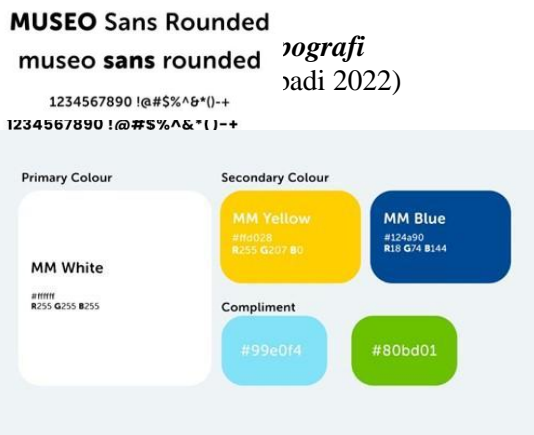 MUSEO Sans Rounded
museo sans rounded
1234567890 !@#$%^&*()-+
1234567890 !@#$%^&*()-+
2022)
Primary Colour
MM White
#ffffff
R255 G255 B255
Secondary Colour
MM Yellow
#ffd028
R255 G207 B0
MM Blue
#124a90
R18 G74 B144
Compliment
#99e0f4
#80bd01